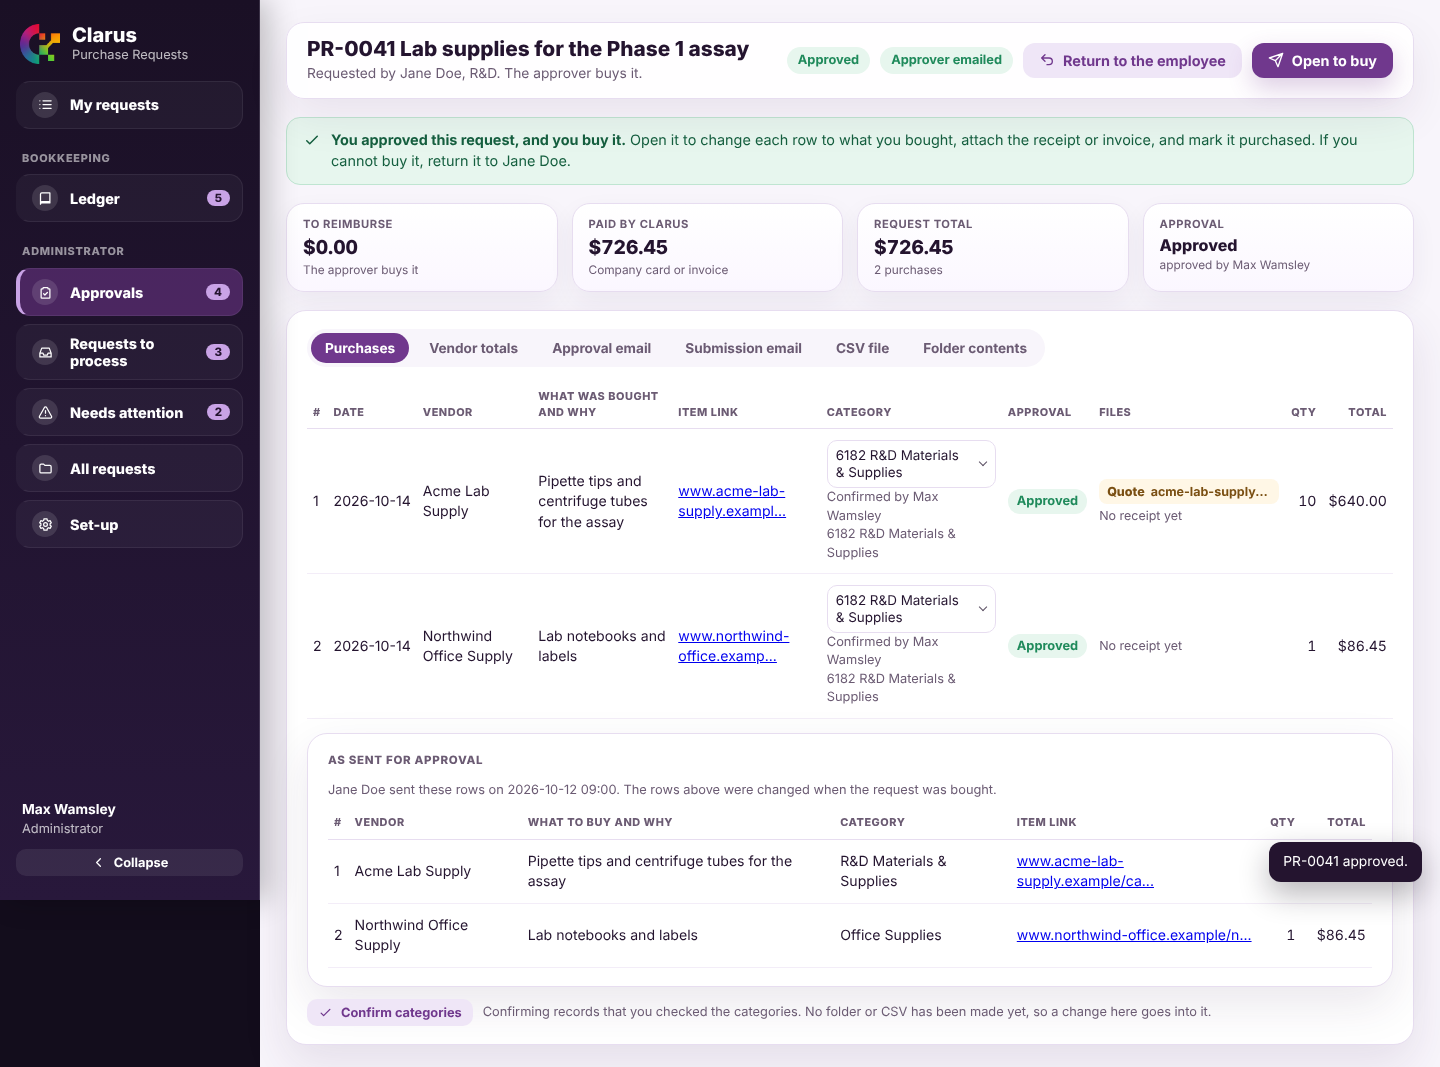 Clarus
Purchase Requests
My requests
BOOKKEEPING
Ledger 5
ADMINISTRATOR
Approvals 4
Requests to
process 3
Needs attention 2
All requests
Set-up
Max Wamsley
Administrator
Collapse
PR-0041 Lab supplies for the Phase 1 assay
Requested by Jane Doe, R&D. The approver buys it.
Approved
Approver emailed
Return to the employee
Open to buy
You approved this request, and you buy it. Open it to change each row to what you bought, attach the receipt or invoice, and mark it purchased. If you
cannot buy it, return it to Jane Doe.
TO REIMBURSE
$0.00
The approver buys it
PAID BY CLARUS
$726.45
Company card or invoice
REQUEST TOTAL
$726.45
2 purchases
APPROVAL
Approved
approved by Max Wamsley
Purchases Vendor totals Approval email Submission email CSV file Folder contents
# DATE VENDOR WHAT WAS BOUGHT
AND WHY ITEM LINK CATEGORY APPROVAL FILES QTY TOTAL
1 2026-10-14
Acme Lab
Supply
Pipette tips and
centrifuge tubes
for the assay
www.acme-lab-
supply.exampl...
6182 R&D Materials
& Supplies
Confirmed by Max
Wamsley
6182 R&D Materials &
Supplies
Approved
Quote acme-lab-supply...
No receipt yet
10 $640.00
2 2026-10-14
Northwind
Office Supply
Lab notebooks and
labels
www.northwind-
office.examp...
6182 R&D Materials
& Supplies
Confirmed by Max
Wamsley
6182 R&D Materials &
Supplies
Approved
No receipt yet
1 $86.45
AS SENT FOR APPROVAL
Jane Doe sent these rows on 2026-10-12 09:00. The rows above were changed when the request was bought.
# VENDOR WHAT TO BUY AND WHY CATEGORY ITEM LINK QTY TOTAL
1 Acme Lab Supply
Pipette tips and centrifuge tubes for the
assay
R&D Materials &
Supplies
www.acme-lab-
supply.example/ca...
PR-0041 approved.
2 Northwind Office
Supply
Lab notebooks and labels
Office Supplies
www.northwind-office.example/n...
1 $86.45
Confirm categories
Confirming records that you checked the categories. No folder or CSV has been made yet, so a change here goes into it.